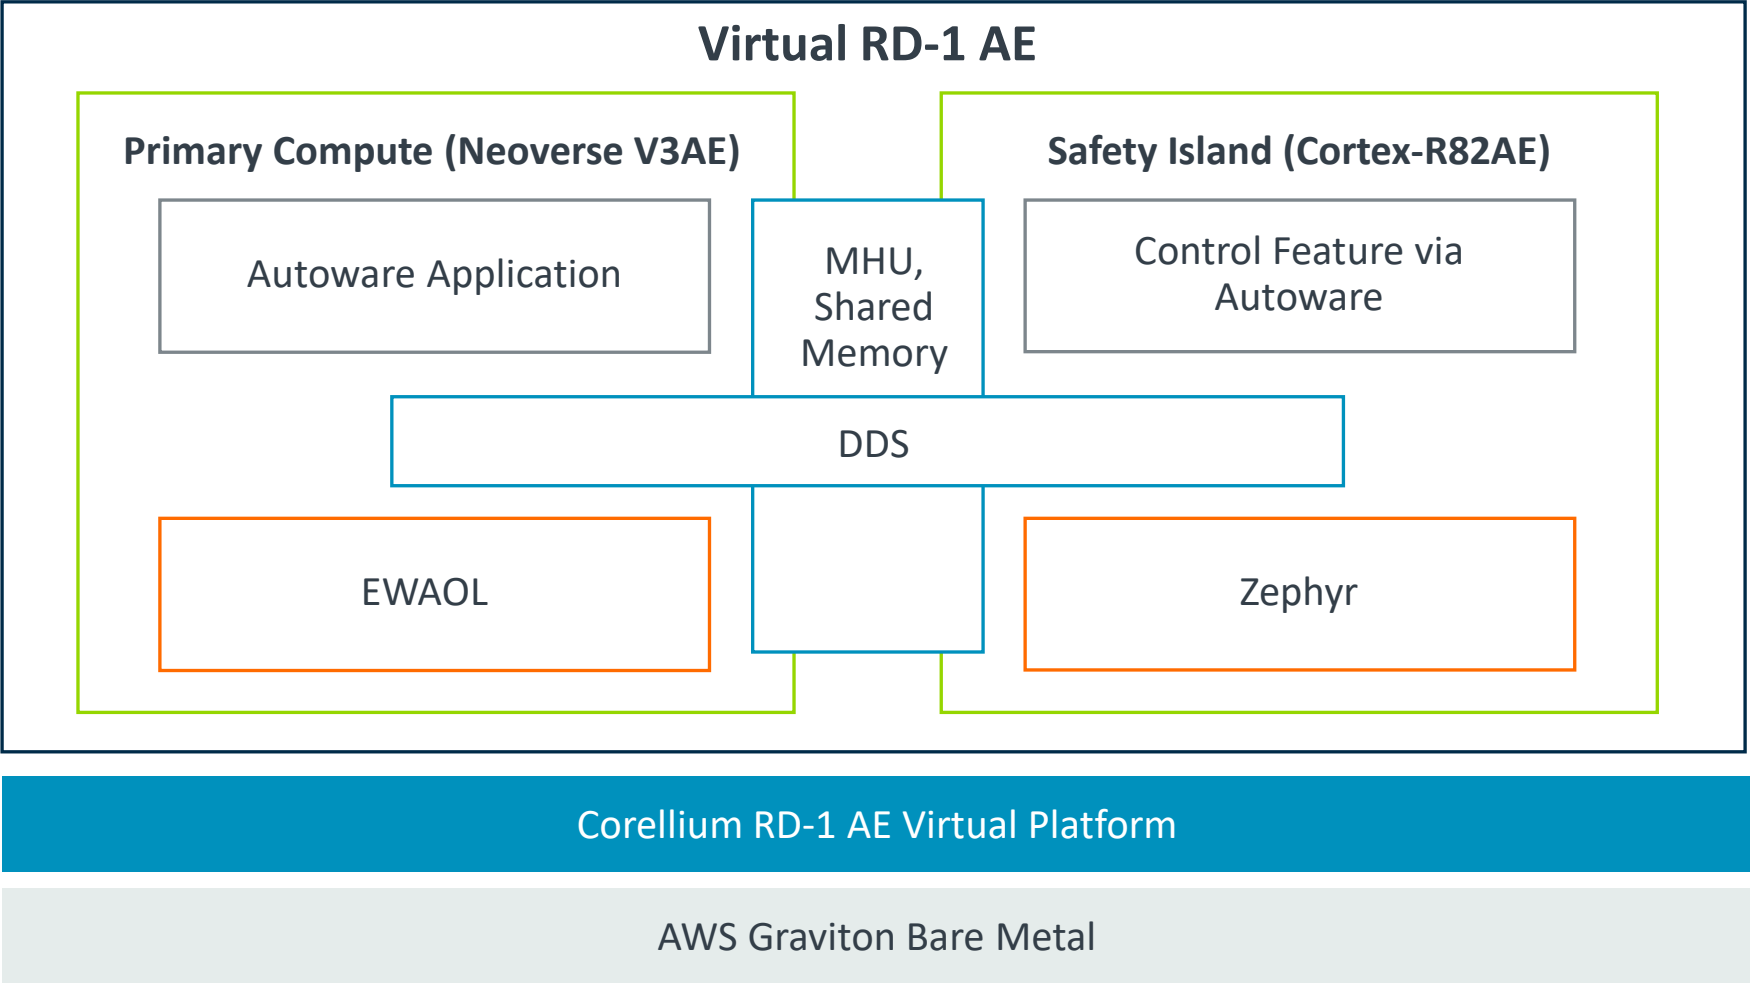 Virtual RD-1 AE
Primary Compute (Neoverse V3AE)
Safety Island (Cortex-R82AE)
Autoware Application
MHU,
Shared
Memory
Control Feature via
Autoware
DDS
EWAOL
Zephyr
Corellium RD-1 AE Virtual Platform
AWS Graviton Bare Metal